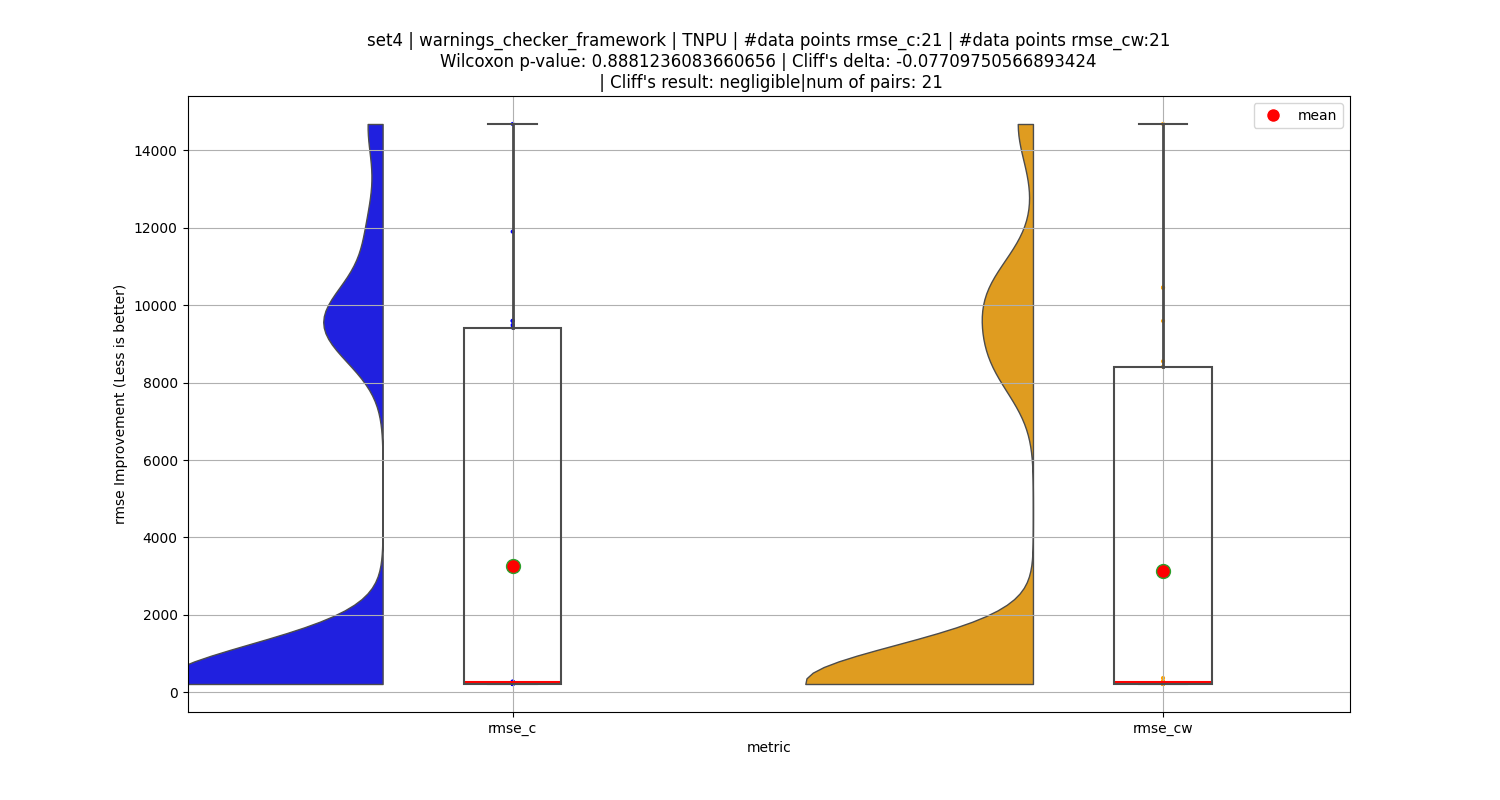 set4 | warnings_checker_framework | TNPU | #data points rmse_c:21 | #data points rmse_cw:21
Wilcoxon p-value: 0.8881236083660656 | Cliff's delta: -0.07709750566893424
| Cliff's result: negligible|num of pairs: 21
mean
14000
12000
10000
8000
6000
4000
2000
0
rmse Improvement (Less is better)
rmse_c
rmse_cw
metric